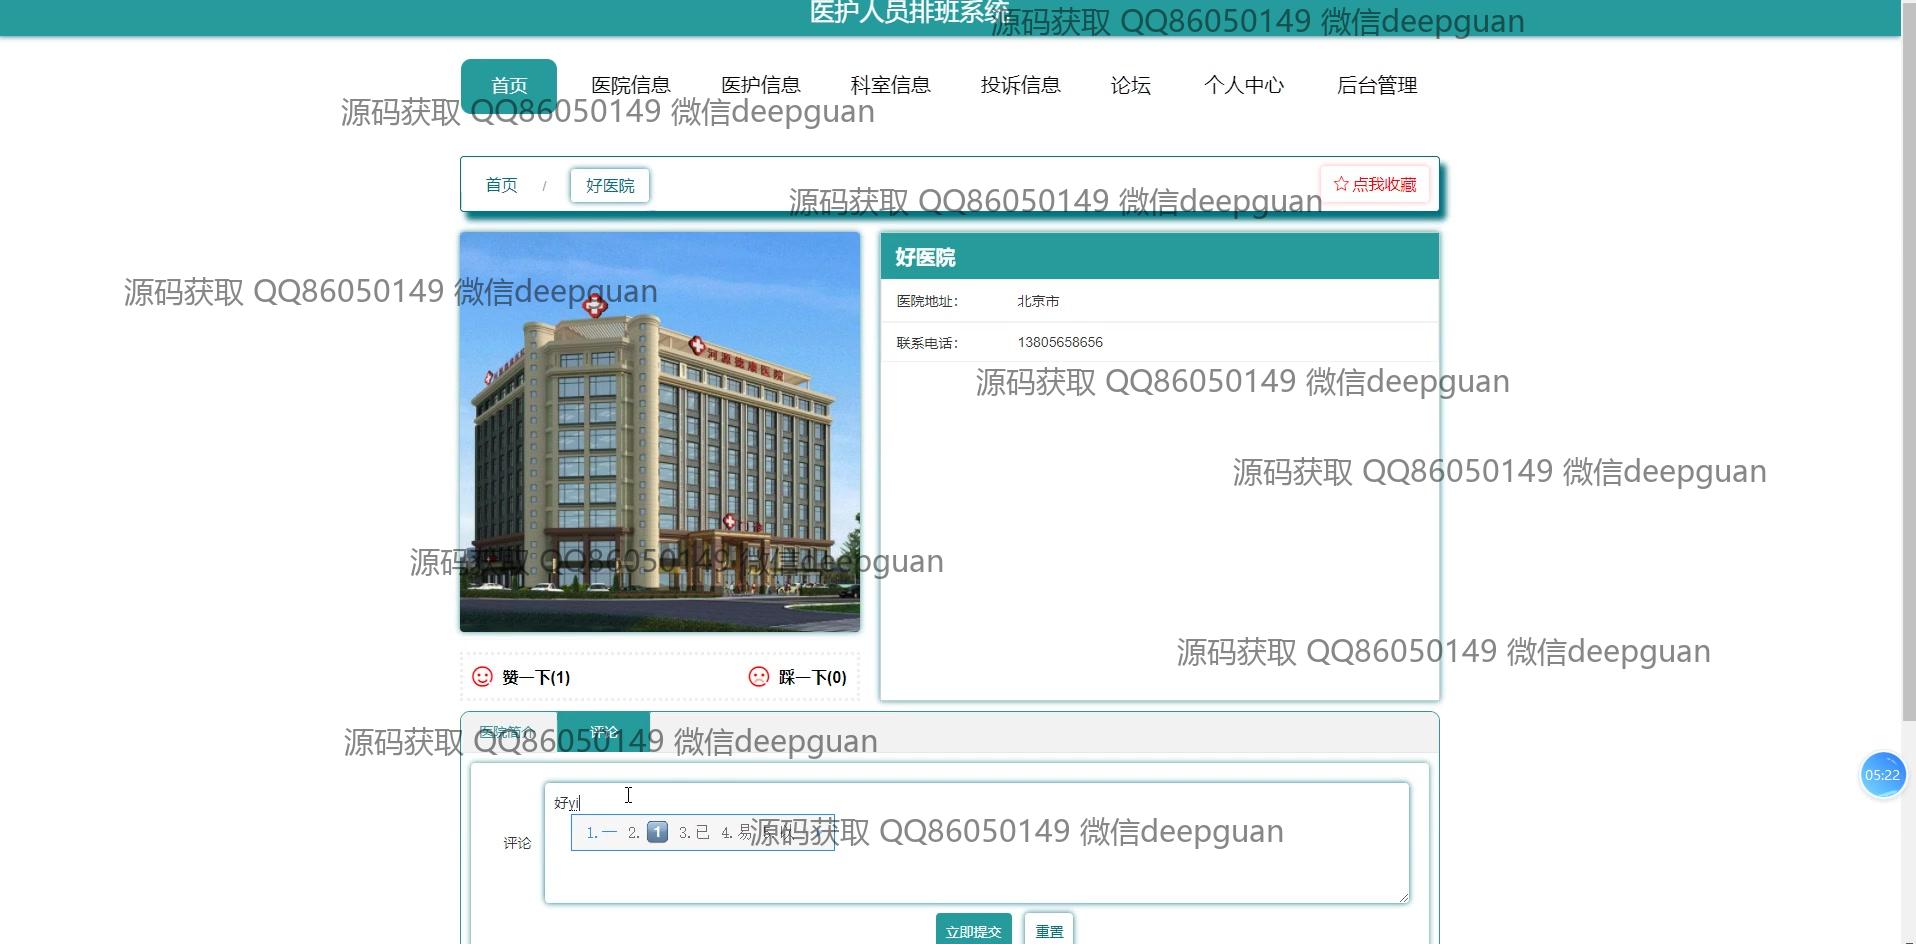 医护人员排班系统
源码获取 QQ86050149 微信deepguan
首页 医院信息 医护信息 科室信息 投诉信息 论坛 个人中心 后台管理
源码获取 QQ86050149 微信deepguan
首页 / 好医院 ☆点我收藏
源码获取 QQ86050149 微信deepguan
好医院
源码获取 QQ86050149 微信deepguan
医院地址： 北京市
联系电话： 13805658656
河源德康医院
源码获取 QQ86050149 微信deepguan
源码获取 QQ86050149 微信deepguan
源码获取 QQ86050149 微信deepguan
源码获取 QQ86050149 微信deepguan
赞一下(1) 踩一下(0)
医院简介 评论
源码获取 QQ86050149 微信deepguan
05:22
好yi
1.一 2.1 3.已 4.易
源码获取 QQ86050149 微信deepguan
评论
立即提交 重置